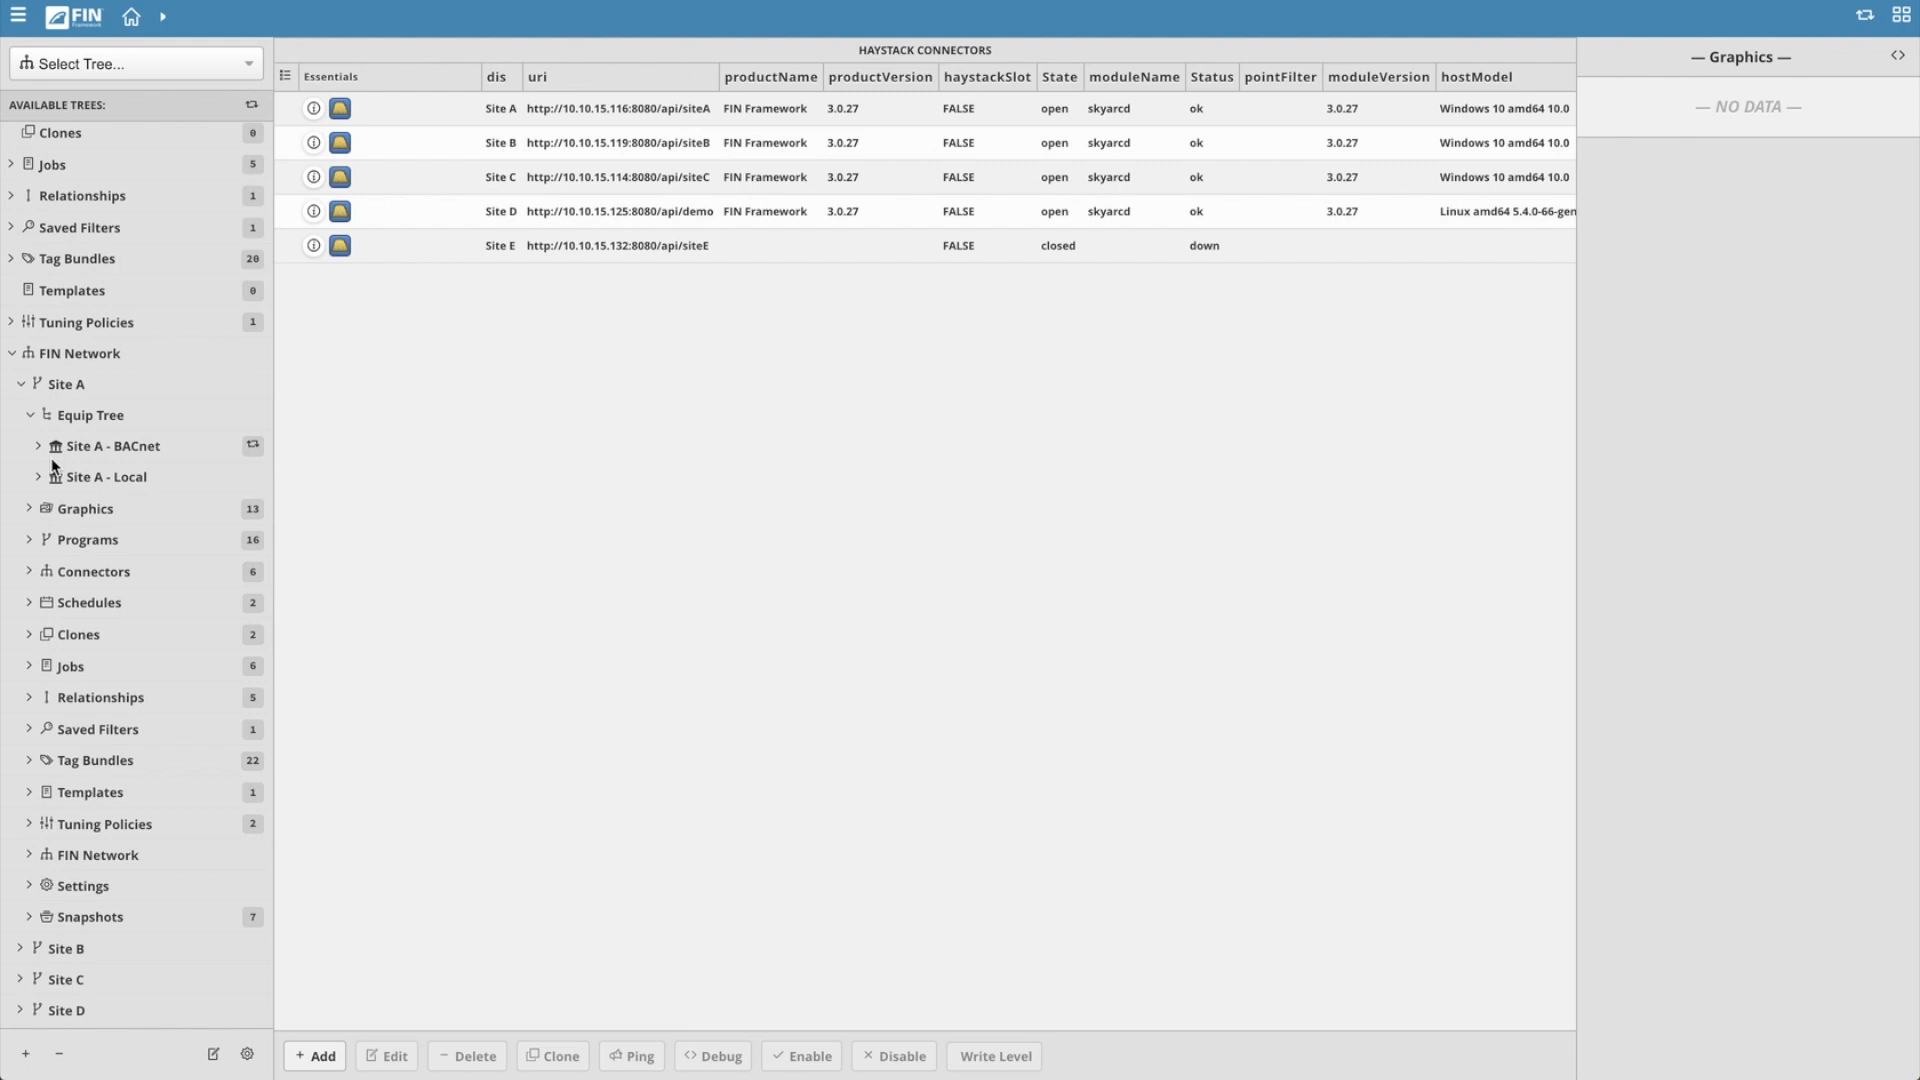 FIN
Framework
Select Tree...
AVAILABLE TREES:
Clones 0
Jobs 5
Relationships 1
Saved Filters 1
Tag Bundles 20
Templates 0
Tuning Policies 1
FIN Network
Site A
Equip Tree
Site A - BACnet
Site A - Local
Graphics 13
Programs 16
Connectors 6
Schedules 2
Clones 2
Jobs 6
Relationships 5
Saved Filters 1
Tag Bundles 22
Templates 1
Tuning Policies 2
FIN Network
Settings
Snapshots 7
Site B
Site C
Site D
HAYSTACK CONNECTORS
Essentials dis uri productName productVersion haystackSlot State moduleName Status pointFilter moduleVersion hostModel
Site A http://10.10.15.116:8080/api/siteA FIN Framework 3.0.27 FALSE open skyarcd ok 3.0.27 Windows 10 amd64 10.0
Site B http://10.10.15.119:8080/api/siteB FIN Framework 3.0.27 FALSE open skyarcd ok 3.0.27 Windows 10 amd64 10.0
Site C http://10.10.15.114:8080/api/siteC FIN Framework 3.0.27 FALSE open skyarcd ok 3.0.27 Windows 10 amd64 10.0
Site D http://10.10.15.125:8080/api/demo FIN Framework 3.0.27 FALSE open skyarcd ok 3.0.27 Linux amd64 5.4.0-66-gen
Site E http://10.10.15.132:8080/api/siteE FALSE closed down
+ Add Edit − Delete Clone Ping <> Debug Enable Disable Write Level
— Graphics — <>
— NO DATA —